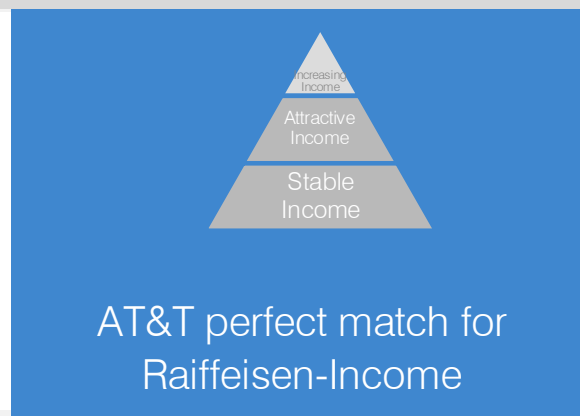 Increasing
Income
Attractive
Income
Stable
Income
AT&T perfect match for
Raiffeisen-Income